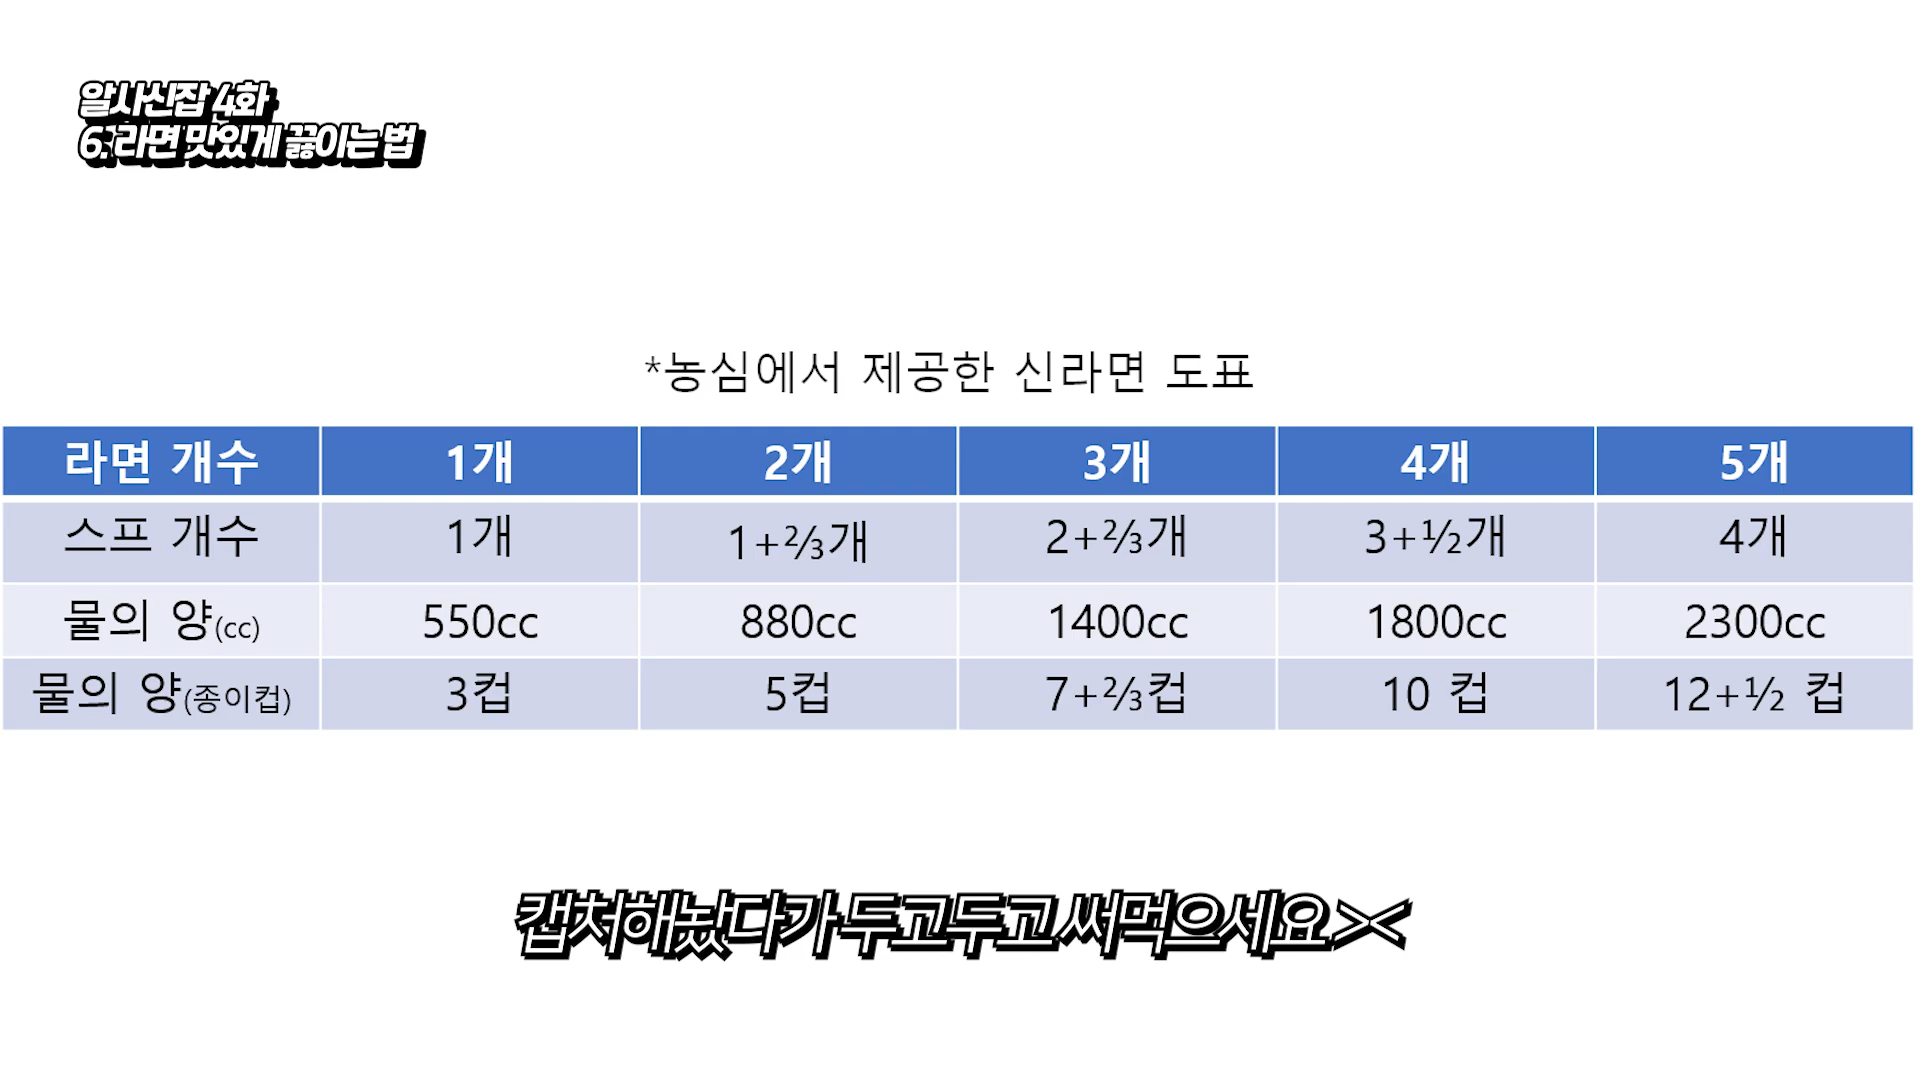 알사신잡 4화
6. 라면 맛있게 끓이는 법
*농심에서 제공한 신라면 도표
라면 개수 1개 2개 3개 4개 5개
스프 개수 1개 1+⅔개 2+⅔개 3+½개 4개
물의 양(cc) 550cc 880cc 1400cc 1800cc 2300cc
물의 양(종이컵) 3컵 5컵 7+⅔컵 10 컵 12+½ 컵
캡처해놨다가 두고두고 써먹으세요><